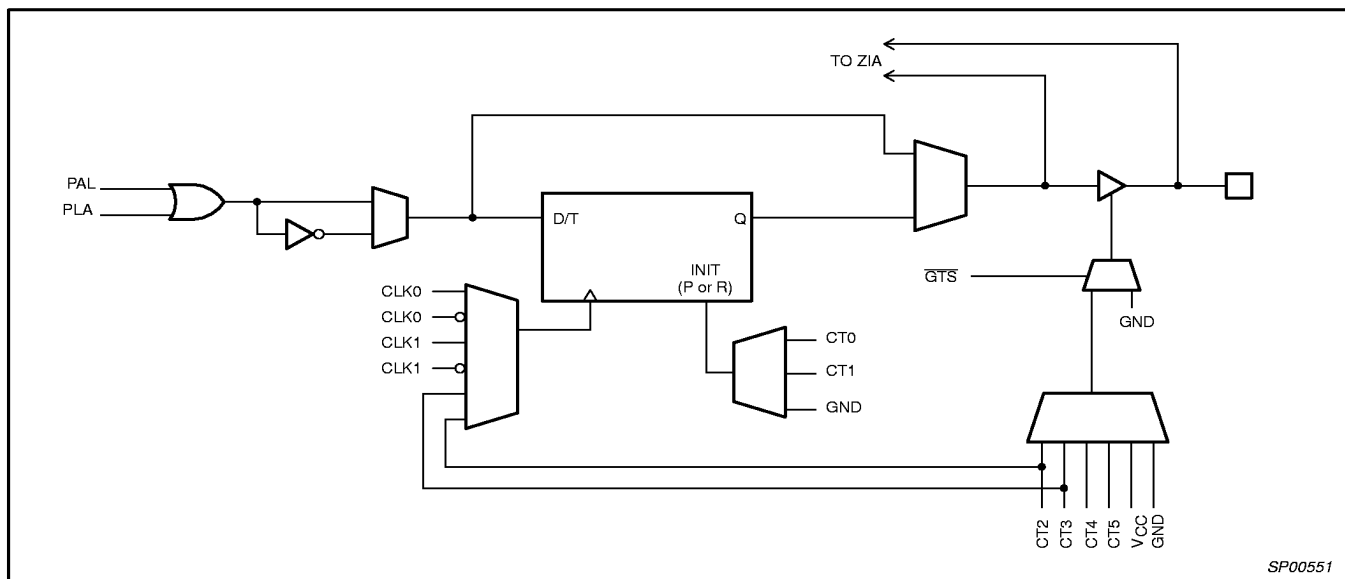 TO ZIA
PAL
PLA
D/T
Q
INIT
(P or R)
GTS
GND
CLK0
CLK0
CLK1
CLK1
CT0
CT1
GND
CT2
CT3
CT4
CT5
VCC
GND
SP00551